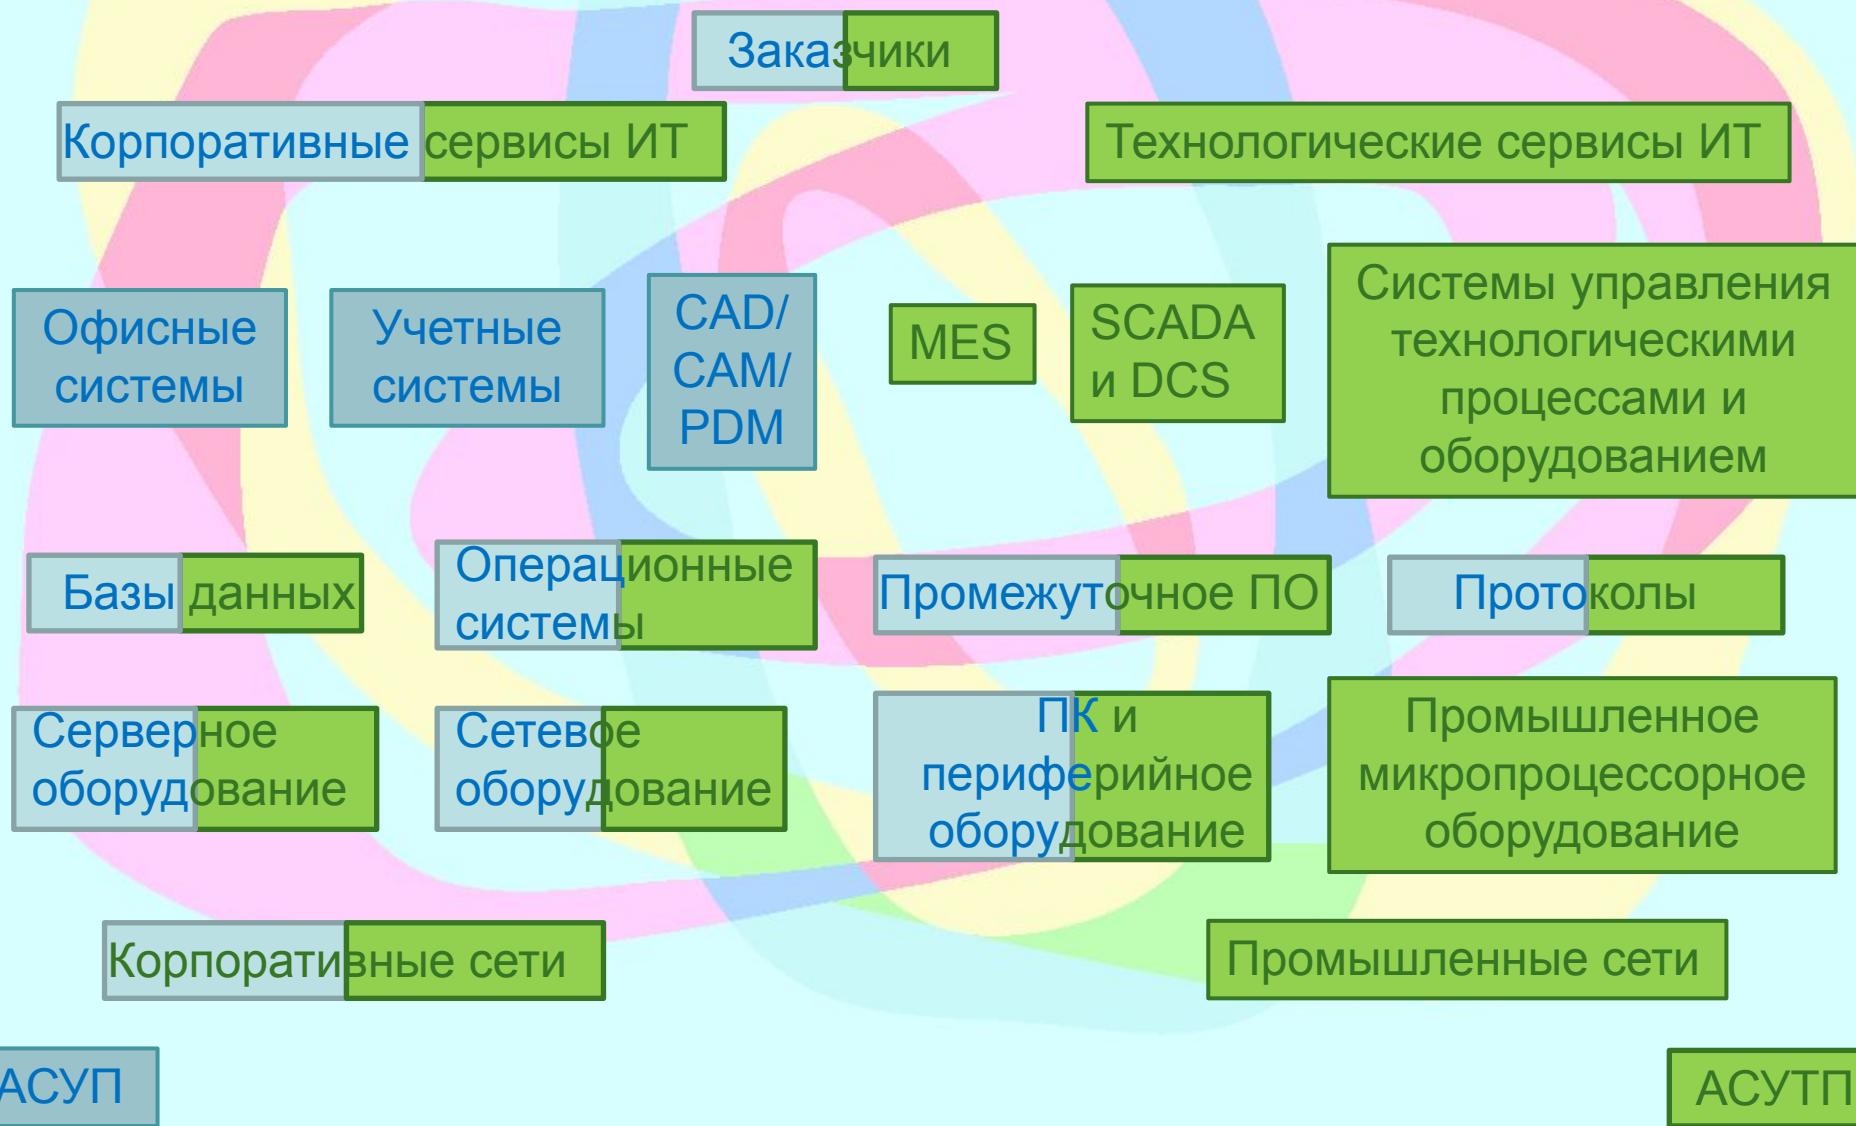 Заказчики
Корпоративные сервисы ИТ
Технологические сервисы ИТ
Офисные
системы
Учетные
системы
CAD/
CAM/
PDM
MES
SCADA
и DCS
Системы управления
технологическими
процессами и
оборудованием
Базы данных
Операционные
системы
Промежуточное ПО
Протоколы
Серверное
оборудование
Сетевое
оборудование
ПК и
периферийное
оборудование
Промышленное
микропроцессорное
оборудование
Корпоративные сети
Промышленные сети
АСУП
АСУТП